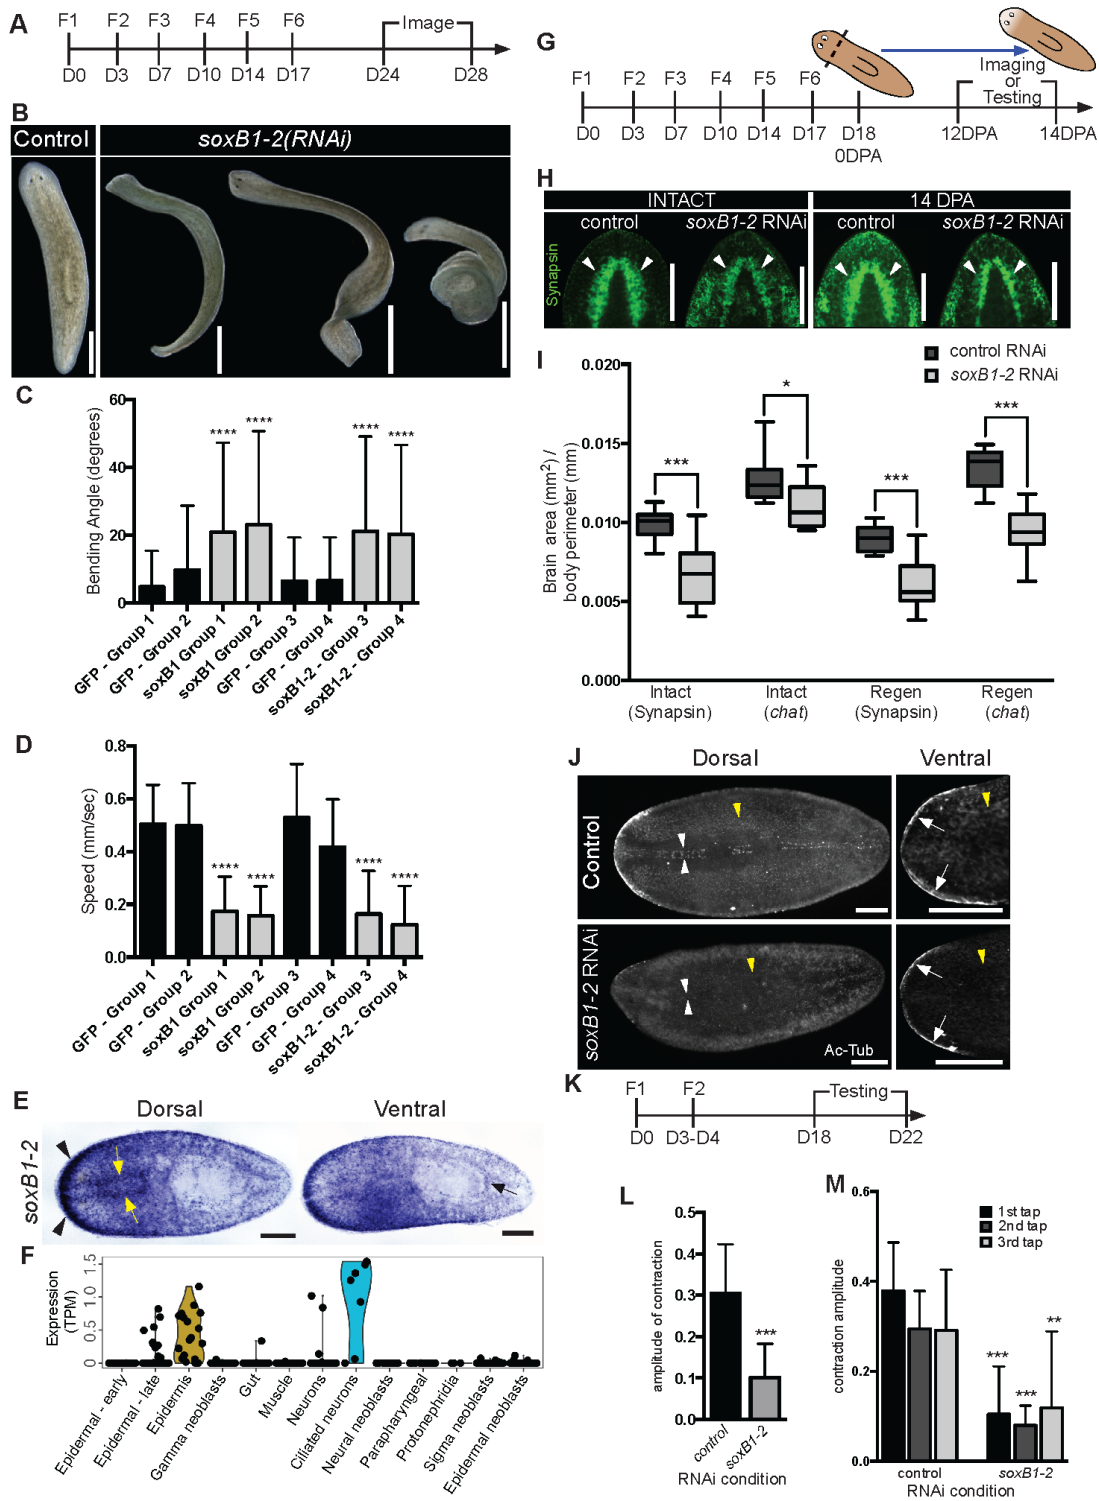 A
F1 F2 F3 F4 F5 F6 Image
D0 D3 D7 D10 D14 D17 D24 D28
B
Control soxB1-2(RNAi)
C
Bending Angle (degrees)
60
40
20
0
**** **** **** ****
GFP - Group 1
GFP - Group 2
soxB1 Group 1
soxB1 Group 2
GFP - Group 3
GFP - Group 4
soxB1-2 - Group 3
soxB1-2 - Group 4
D
Speed (mm/sec)
0.8
0.6
0.4
0.2
0.0
**** **** **** ****
GFP - Group 1
GFP - Group 2
soxB1 Group 1
soxB1 Group 2
GFP - Group 3
GFP - Group 4
soxB1-2 - Group 3
soxB1-2 - Group 4
E
Dorsal Ventral
soxB1-2
F
Expression
(TPM)
1.5
1.0
0.5
0
Epidermal - early
Epidermal - late
Epidermis
Gamma neoblasts
Gut
Muscle
Neurons
Ciliated neurons
Neural neoblasts
Parapharyngeal
Protonephridia
Sigma neoblasts
Epidermal neoblasts
G
F1 F2 F3 F4 F5 F6
Imaging
or
Testing
D0 D3 D7 D10 D14 D17 D18 12DPA 14DPA
0DPA
H
INTACT 14 DPA
control soxB1-2 RNAi control soxB1-2 RNAi
Synapsin
I
control RNAi
soxB1-2 RNAi
Brain area (mm²) /
body perimeter (mm)
0.020
0.015
0.010
0.005
0.000
*** * *** ***
Intact
(Synapsin)
Intact
(chat)
Regen
(Synapsin)
Regen
(chat)
J
Dorsal Ventral
Control
soxB1-2 RNAi
Ac-Tub
K
F1 F2 Testing
D0 D3-D4 D18 D22
L
amplitude of contraction
0.5
0.4
0.3
0.2
0.1
0.0
***
control soxB1-2
RNAi condition
M
contraction amplitude
0.6
0.4
0.2
0.0
1st tap
2nd tap
3rd tap
*** *** **
control soxB1-2
RNAi condition